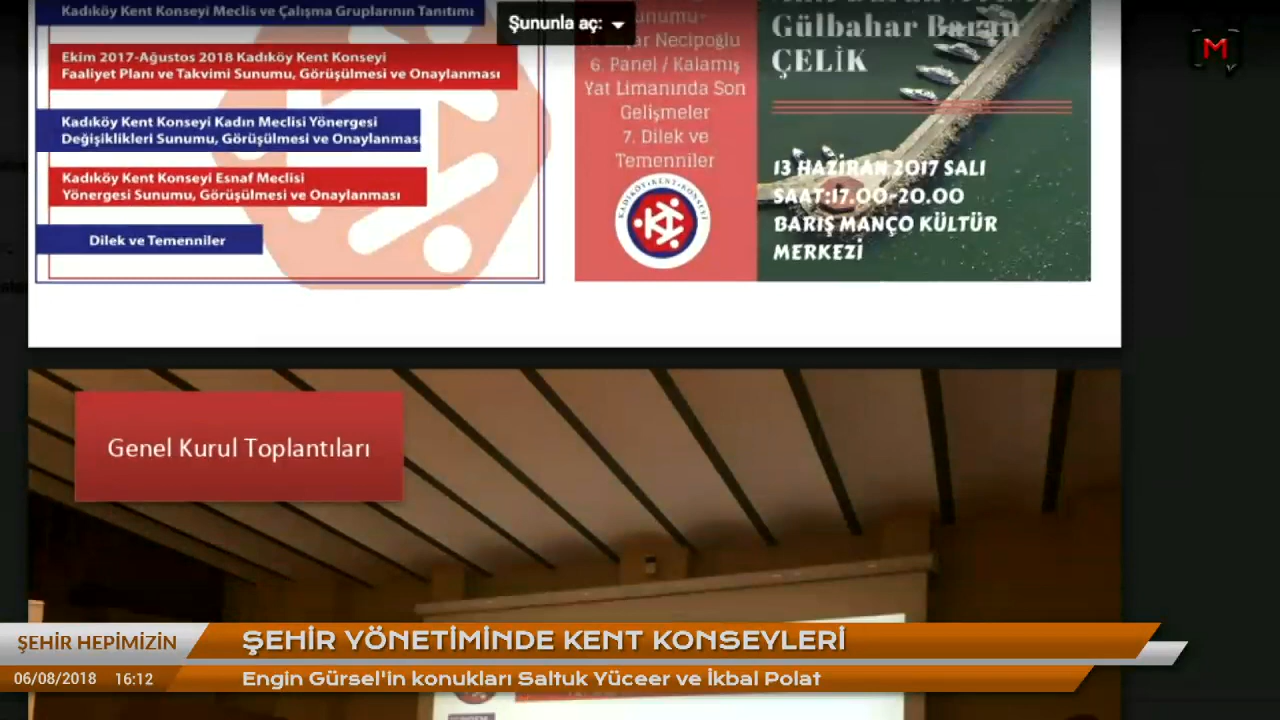 Kadıköy Kent Konseyi Meclis ve Çalışma Gruplarının Tanıtımı
Ekim 2017-Ağustos 2018 Kadıköy Kent Konseyi
Faaliyet Planı ve Takvimi Sunumu, Görüşülmesi ve Onaylanması
Kadıköy Kent Konseyi Kadın Meclisi Yönergesi
Değişiklikleri Sunumu, Görüşülmesi ve Onaylanması
Kadıköy Kent Konseyi Esnaf Meclisi
Yönergesi Sunumu, Görüşülmesi ve Onaylanması
Dilek ve Temenniler
Şununla aç:
Necipoğlu
6. Panel / Kalamış
Yat Limanında Son
Gelişmeler
7. Dilek ve
Temenniler
KADIKÖY KENT KONSEYİ
Gülbahar Baran
ÇELİK
13 HAZİRAN 2017 SALI
SAAT:17.00-20.00
BARIŞ MANÇO KÜLTÜR
MERKEZİ
M
Genel Kurul Toplantıları
ŞEHİR HEPİMİZİN
ŞEHİR YÖNETİMİNDE KENT KONSEYLERİ
06/08/2018 16:12
Engin Gürsel'in konukları Saltuk Yüceer ve İkbal Polat